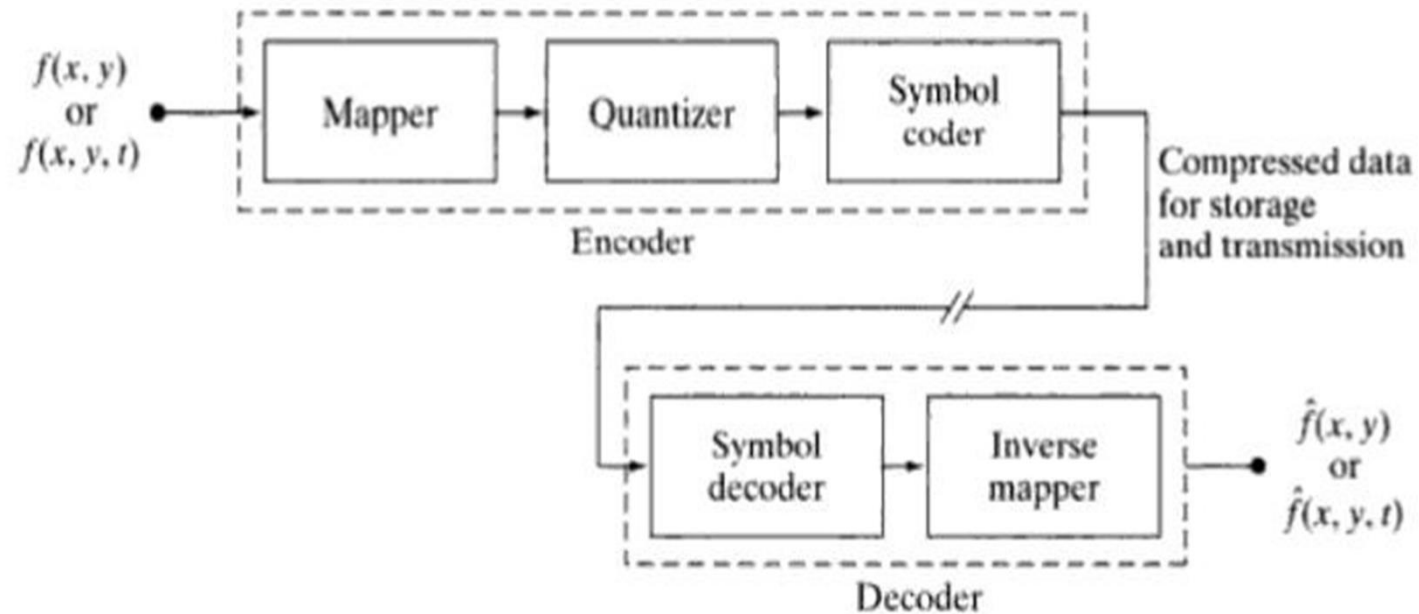 f(x, y)
or
f(x, y, t)
Mapper
Quantizer
Symbol
coder
Encoder
Compressed data
for storage
and transmission
Symbol
decoder
Inverse
mapper
Decoder
f̂(x, y)
or
f̂(x, y, t)